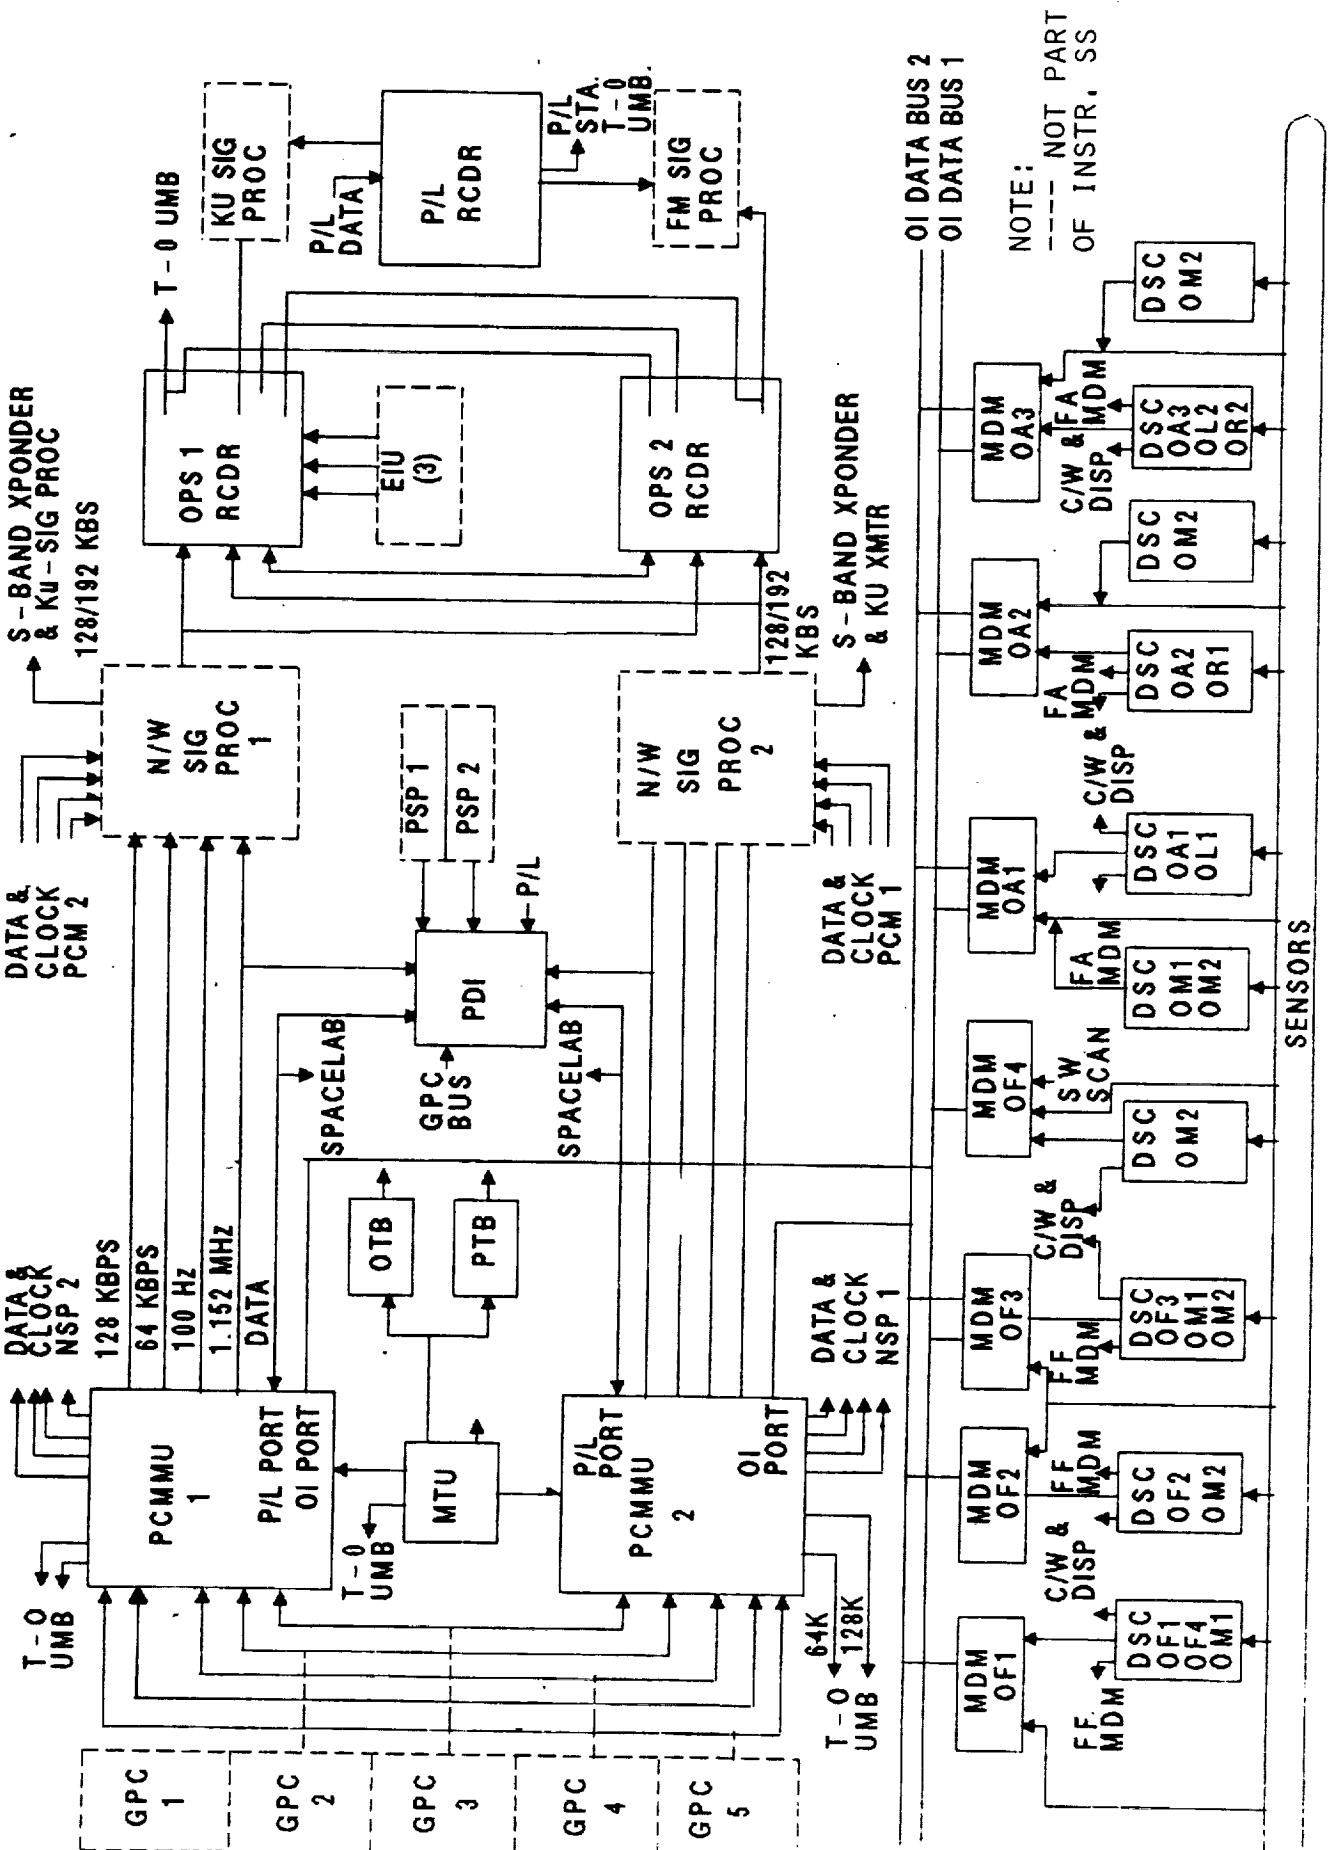 GPC
1
GPC
2
GPC
3
GPC
4
GPC
5
T-0
UMB
DATA &
CLOCK
NSP 2
128 KBPS
64 KBPS
100 Hz
1.152 MHz
DATA
PCMMU
1
P/L PORT
OI PORT
T-0
UMB
MTU
OTB
PTB
P/L
PORT
PCMMU
2
OI
PORT
64K
128K
T-0
UMB
DATA &
CLOCK
NSP 1
SPACELAB
GPC
BUS
SPACELAB
PDI
P/L
PSP 1
PSP 2
DATA &
CLOCK
PCM 2
N/W
SIG
PROC
1
S-BAND XPONDER
& Ku-SIG PROC
128/192 KBS
N/W
SIG
PROC
2
DATA &
CLOCK
PCM 1
128/192
KBS
S-BAND XPONDER
& KU XMTR
OPS 1
RCDR
EIU
(3)
OPS 2
RCDR
T-0 UMB
KU SIG
PROC
P/L
DATA
P/L
RCDR
P/L
STA.
T-0
UMB.
FM SIG
PROC
OI DATA BUS 2
OI DATA BUS 1
NOTE:
---- NOT PART
OF INSTR. SS
MDM
OF1
MDM
OF2
MDM
OF3
MDM
OF4
MDM
OA1
MDM
OA2
MDM
OA3
FF
MDM
DSC
OF1
OF4
OM1
C/W &
DISP
DSC
OF2
OM2
FF
MDM
FF
MDM
DSC
OF3
OM1
OM2
C/W &
DISP
DSC
OM2
SW
SCAN
DSC
OM1
OM2
FA
MDM
DSC
OA1
OL1
C/W &
DISP
FA
MDM
DSC
OA2
OR1
DSC
OM2
C/W &
DISP
FA
MDM
DSC
OA3
OL2
OR2
DSC
OM2
SENSORS